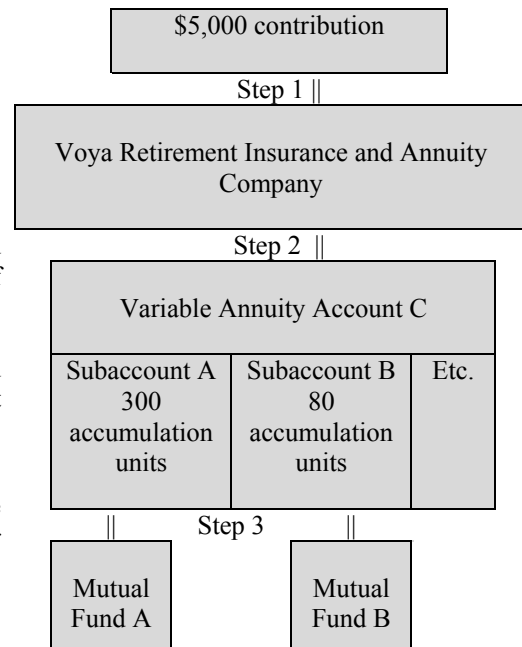 $5,000 contribution
Step 1 ||
Voya Retirement Insurance and Annuity
Company
Step 2 ||
Variable Annuity Account C
Subaccount A
300
accumulation
units
Subaccount B
80
accumulation
units
Etc.
|| Step 3 ||
Mutual
Fund A
Mutual
Fund B